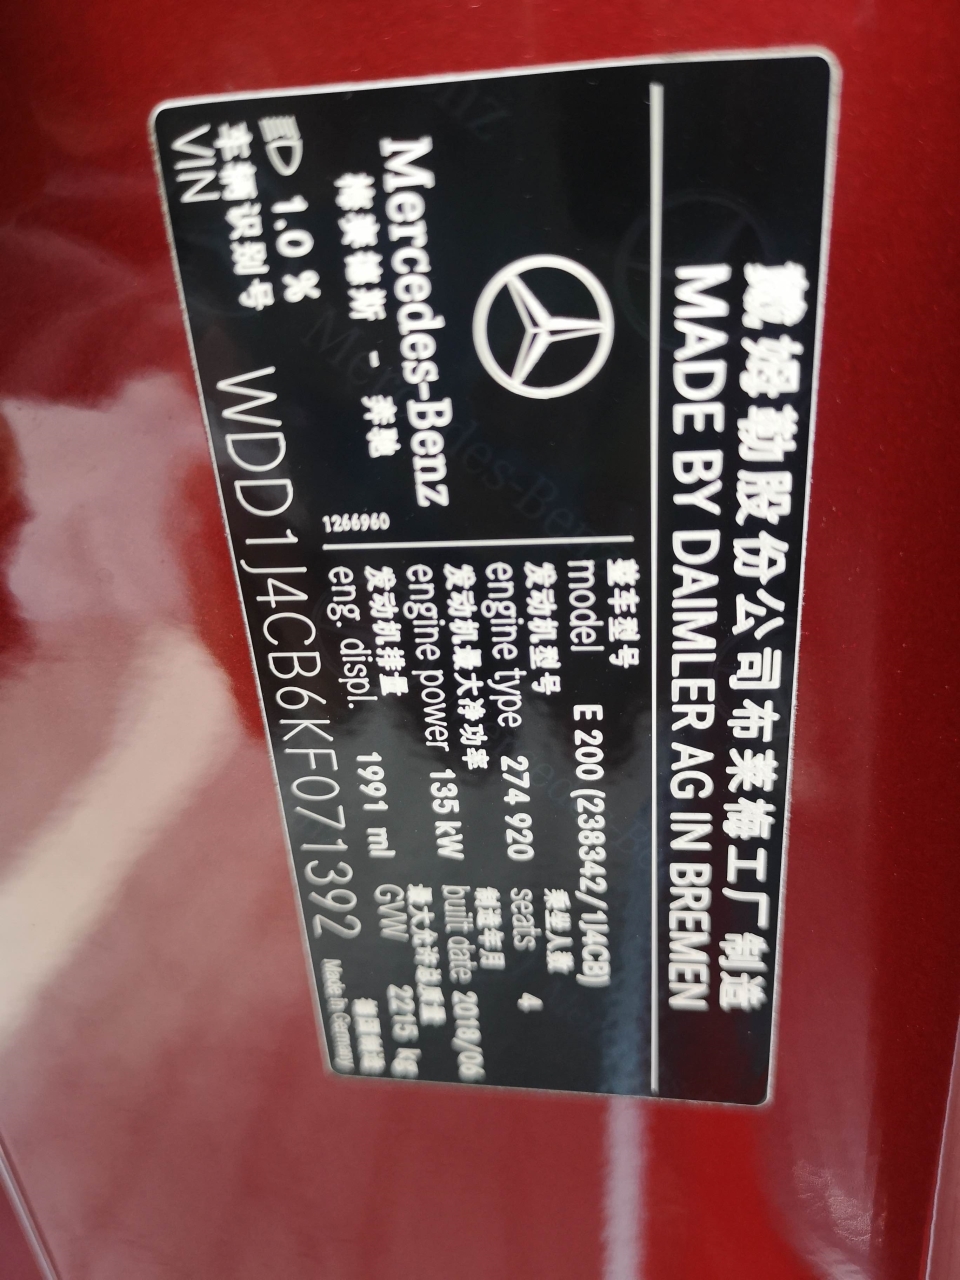 戴姆勒股份公司布莱梅工厂制造
MADE BY DAIMLER AG IN BREMEN
Mercedes-Benz
梅赛德斯 - 奔驰
1266960
整车型号
model E 200 (238342/1J4CB)
发动机型号
engine type 274 920
乘坐人数
seats 4
发动机最大净功率
engine power 135 kW
制造年月
built date 2018/06
发动机排量
eng. displ. 1991 ml
最大允许总质量
GVW 2215 kg
1.0 %
车辆识别号
VIN WDD1J4CB6KF071392
德国制造
Made in Germany